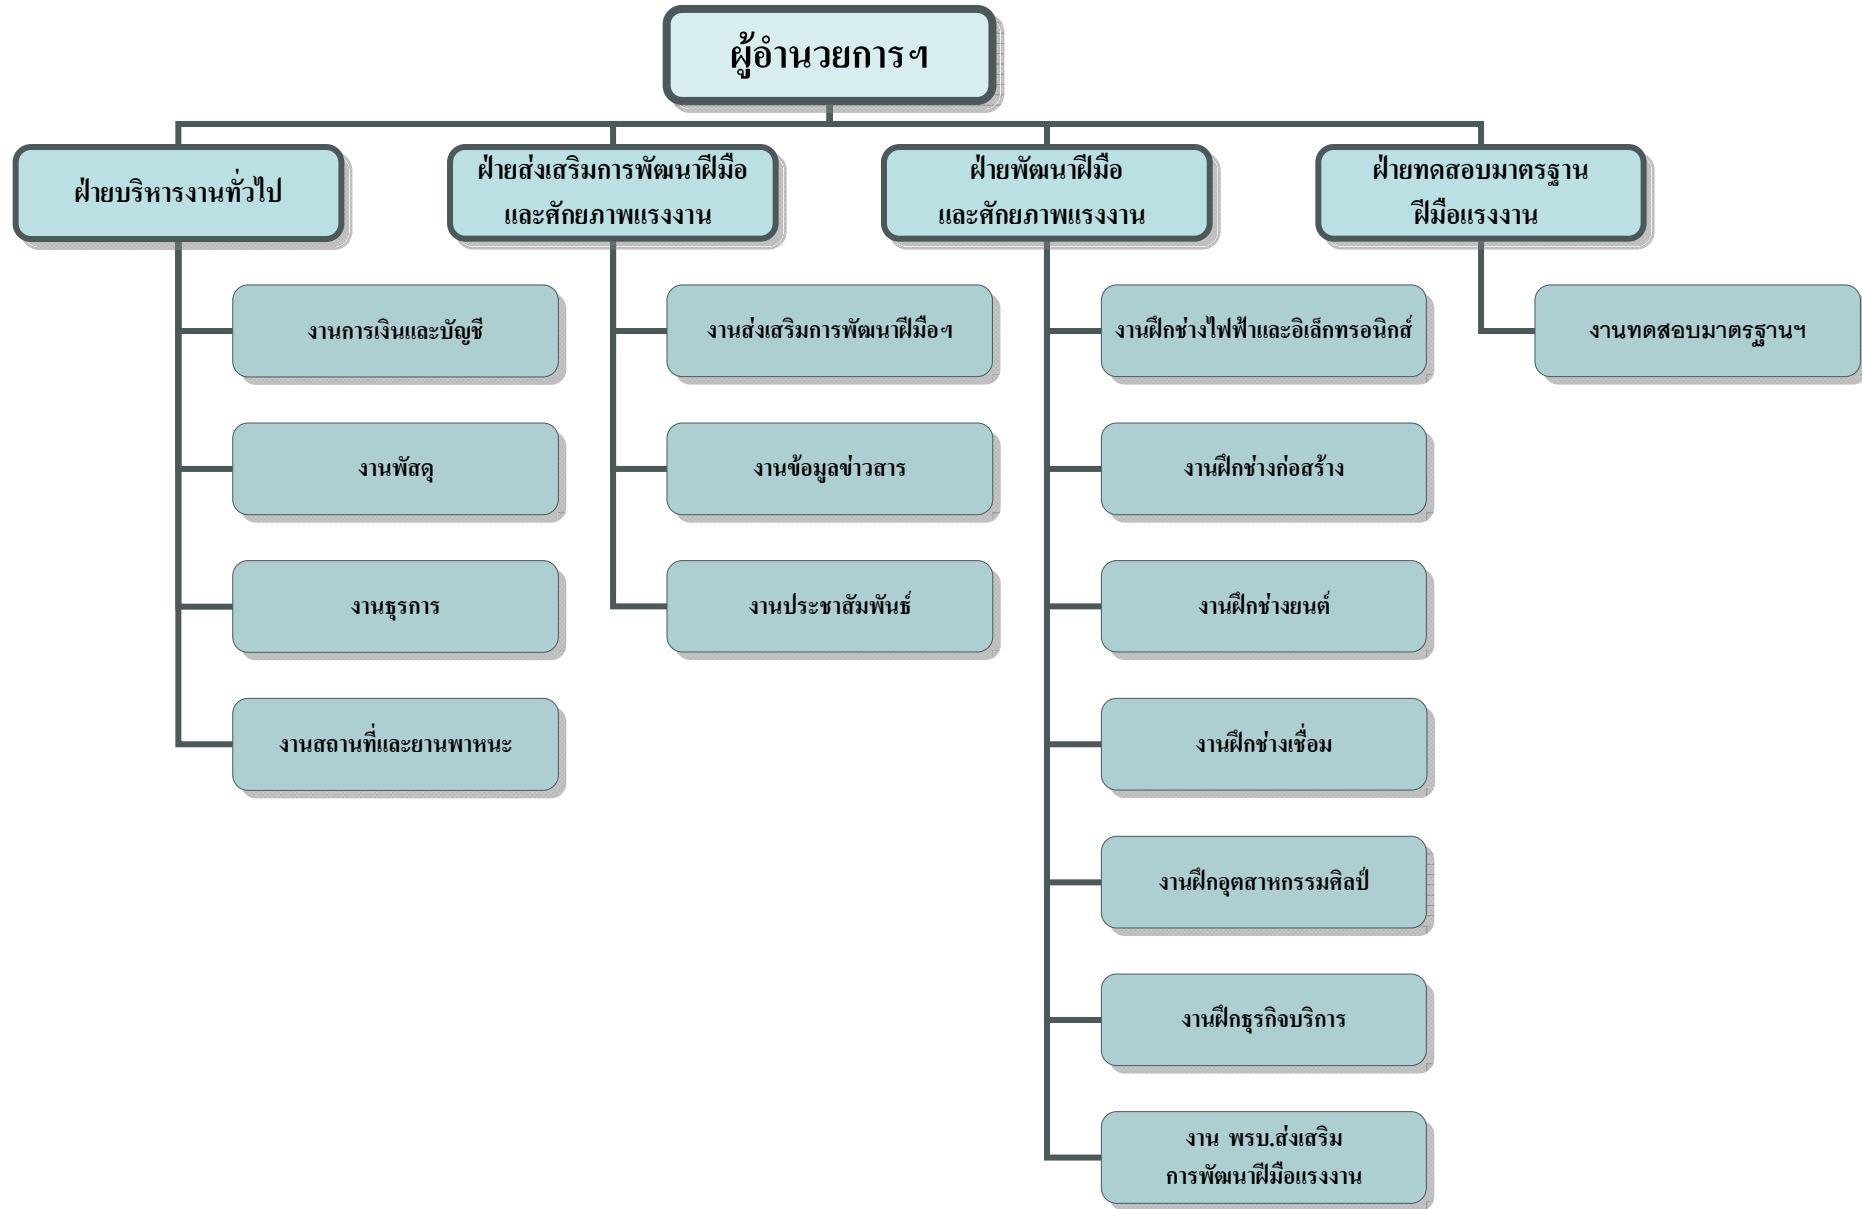 ผู้อำนวยการฯ
ฝ่ายบริหารงานทั่วไป
ฝ่ายส่งเสริมการพัฒนาฝีมือ
และศักยภาพแรงงาน
ฝ่ายพัฒนาฝีมือ
และศักยภาพแรงงาน
ฝ่ายทดสอบมาตรฐาน
ฝีมือแรงงาน
งานการเงินและบัญชี
งานพัสดุ
งานธุรการ
งานสถานที่และยานพาหนะ
งานส่งเสริมการพัฒนาฝีมือฯ
งานข้อมูลข่าวสาร
งานประชาสัมพันธ์
งานฝึกช่างไฟฟ้าและอิเล็กทรอนิกส์
งานฝึกช่างก่อสร้าง
งานฝึกช่างยนต์
งานฝึกช่างเชื่อม
งานฝึกอุตสาหกรรมศิลป์
งานฝึกธุรกิจบริการ
งาน พรบ.ส่งเสริม
การพัฒนาฝีมือแรงงาน
งานทดสอบมาตรฐานฯ